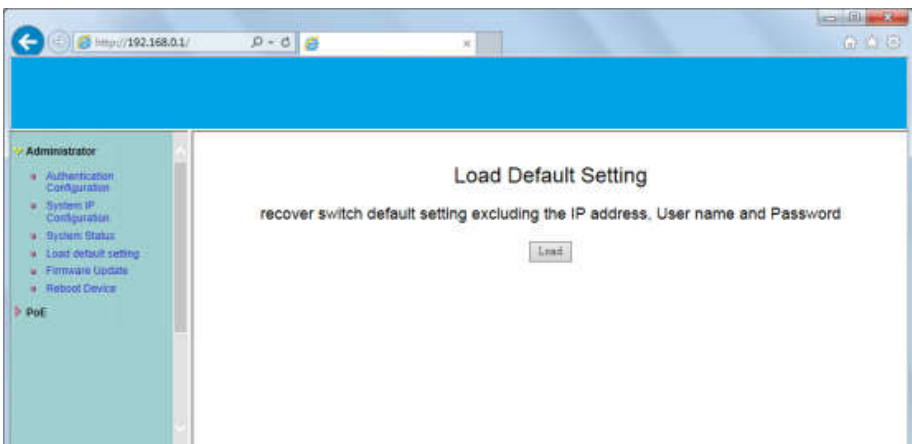 http://192.168.0.1/
Administrator
Authentication
Configuration
System IP
Configuration
System Status
Load default setting
Firmware Update
Reboot Device
PoE
Load Default Setting
recover switch default setting excluding the IP address, User name and Password
Load